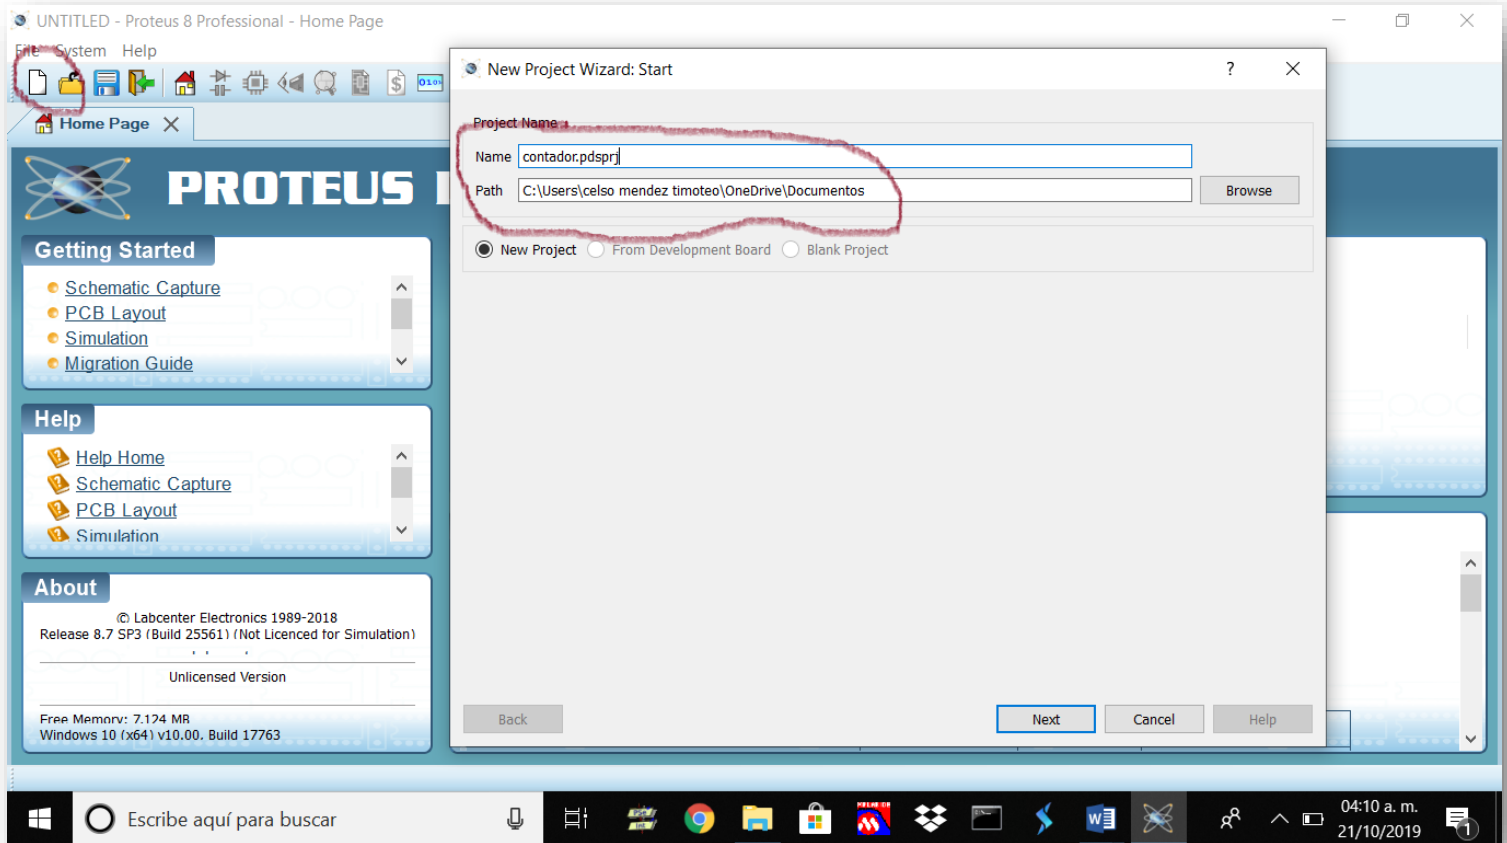 UNTITLED - Proteus 8 Professional - Home Page
File System Help
Home Page
PROTEUS
Getting Started
Schematic Capture
PCB Layout
Simulation
Migration Guide
Help
Help Home
Schematic Capture
PCB Layout
Simulation
About
© Labcenter Electronics 1989-2018
Release 8.7 SP3 (Build 25561) (Not Licenced for Simulation)
Unlicensed Version
Free Memory: 7,124 MB
Windows 10 (x64) v10.00, Build 17763
New Project Wizard: Start
Project Name
Name contador.pdsprj
Path C:\Users\celso mendez timoteo\OneDrive\Documentos Browse
New Project From Development Board Blank Project
Back Next Cancel Help
Escribe aquí para buscar
04:10 a. m.
21/10/2019
1